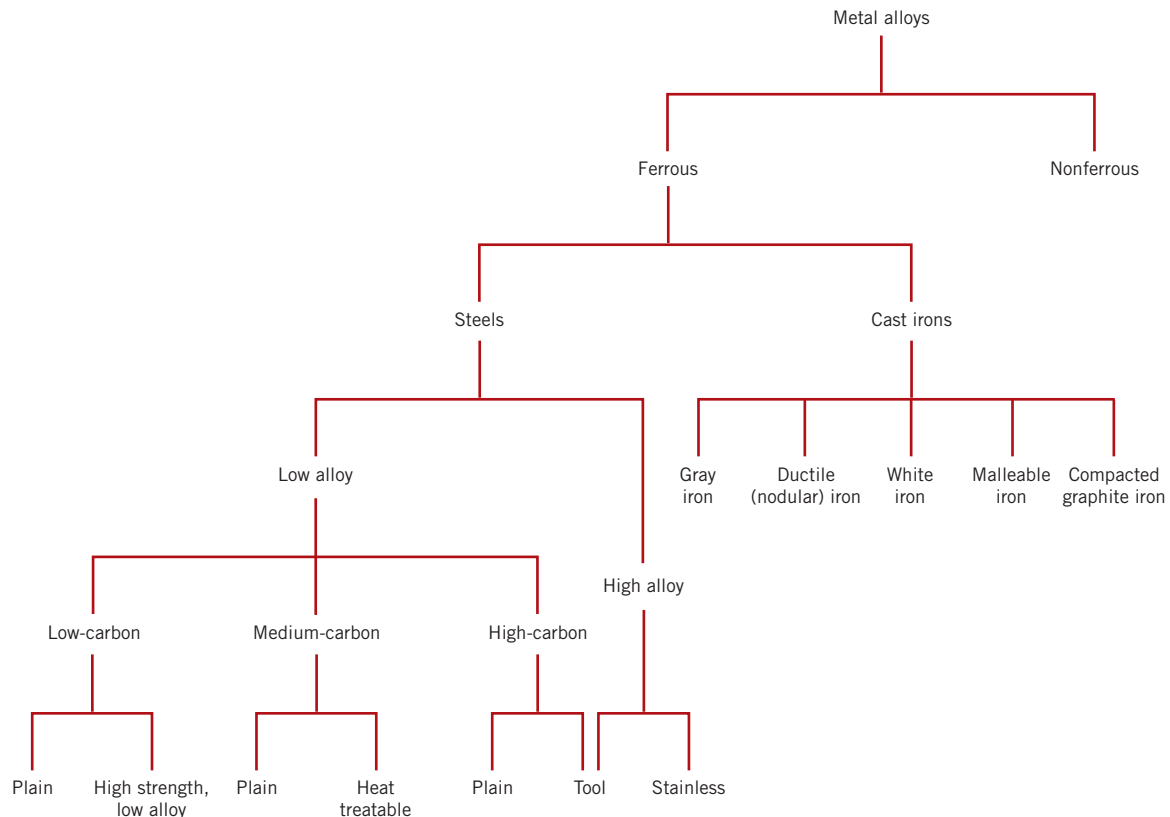 Metal alloys
Ferrous
Nonferrous
Steels
Cast irons
Low alloy
Gray
iron
Ductile
(nodular) iron
White
iron
Malleable
iron
Compacted
graphite iron
High alloy
Low-carbon
Medium-carbon
High-carbon
Plain
High strength,
low alloy
Plain
Heat
treatable
Plain
Tool
Stainless